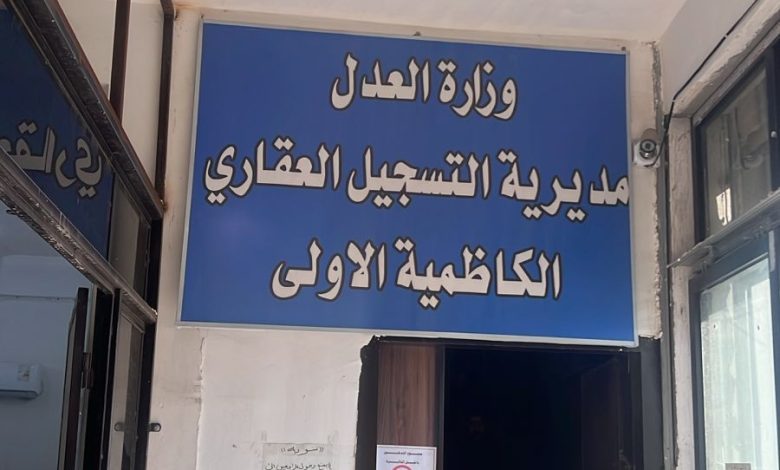 وزارة العدل
مديرية التسجيل العقاري
الكاظمية الاولى